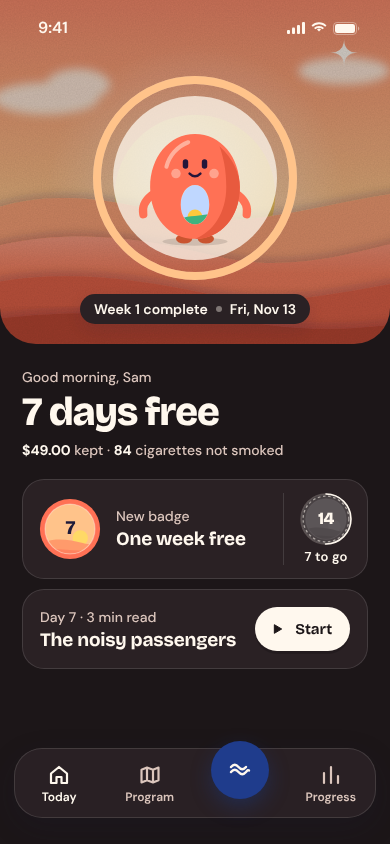 9:41
Week 1 complete • Fri, Nov 13
Good morning, Sam
7 days free
$49.00 kept · 84 cigarettes not smoked
7
New badge
One week free
14
7 to go
Day 7 · 3 min read
The noisy passengers
Start
Today
Program
Progress